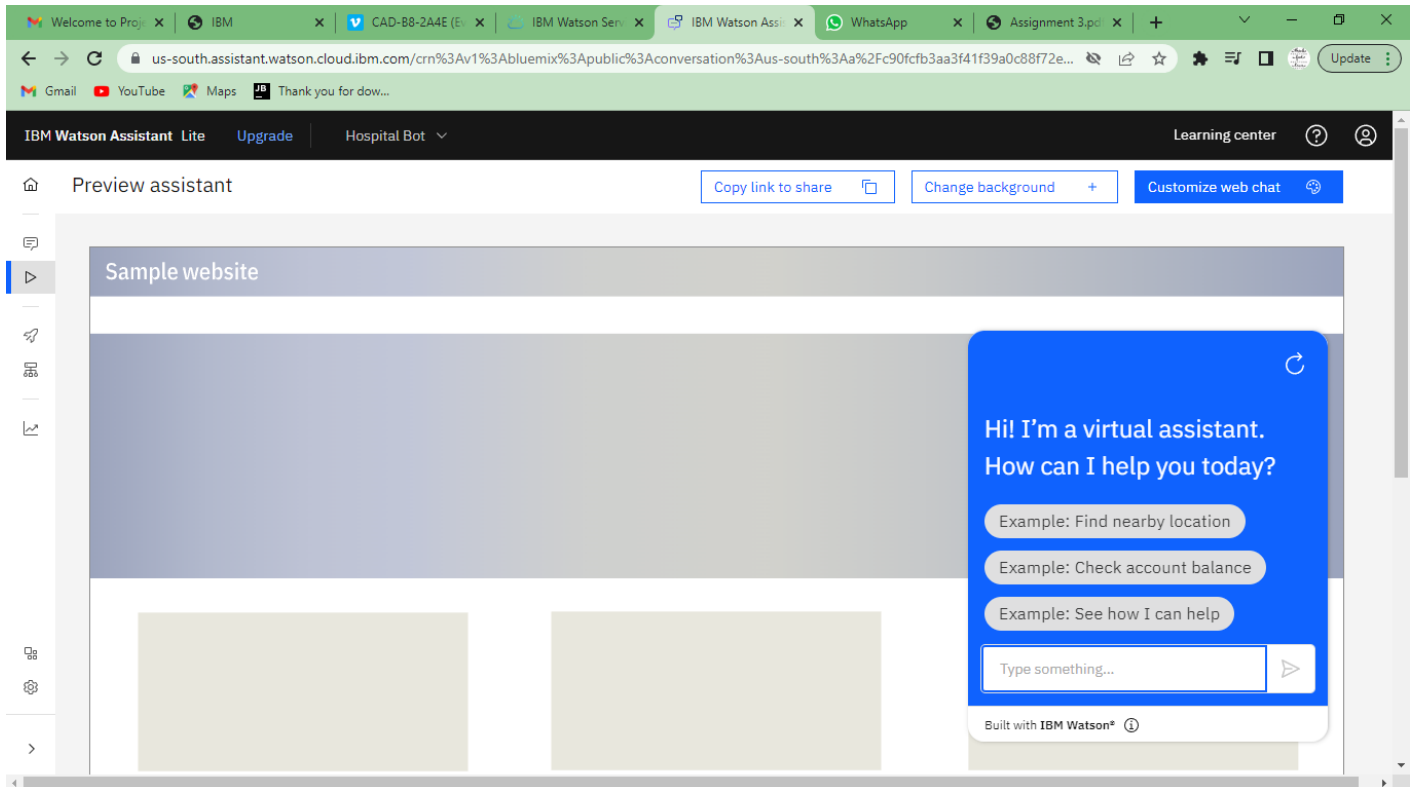 Welcome to Proje
IBM
CAD-B8-2A4E (Ev
IBM Watson Serv
IBM Watson Assis
WhatsApp
Assignment 3.pd
us-south.assistant.watson.cloud.ibm.com/crn%3Av1%3Abluemix%3Apublic%3Aconversation%3Aus-south%3Aa%2Fc90fcfb3aa3f41f39a0c88f72e...
Update
Gmail
YouTube
Maps
Thank you for dow...
IBM Watson Assistant Lite
Upgrade
Hospital Bot
Learning center
Preview assistant
Copy link to share
Change background +
Customize web chat
Sample website
Hi! I'm a virtual assistant.
How can I help you today?
Example: Find nearby location
Example: Check account balance
Example: See how I can help
Type something...
Built with IBM Watson®